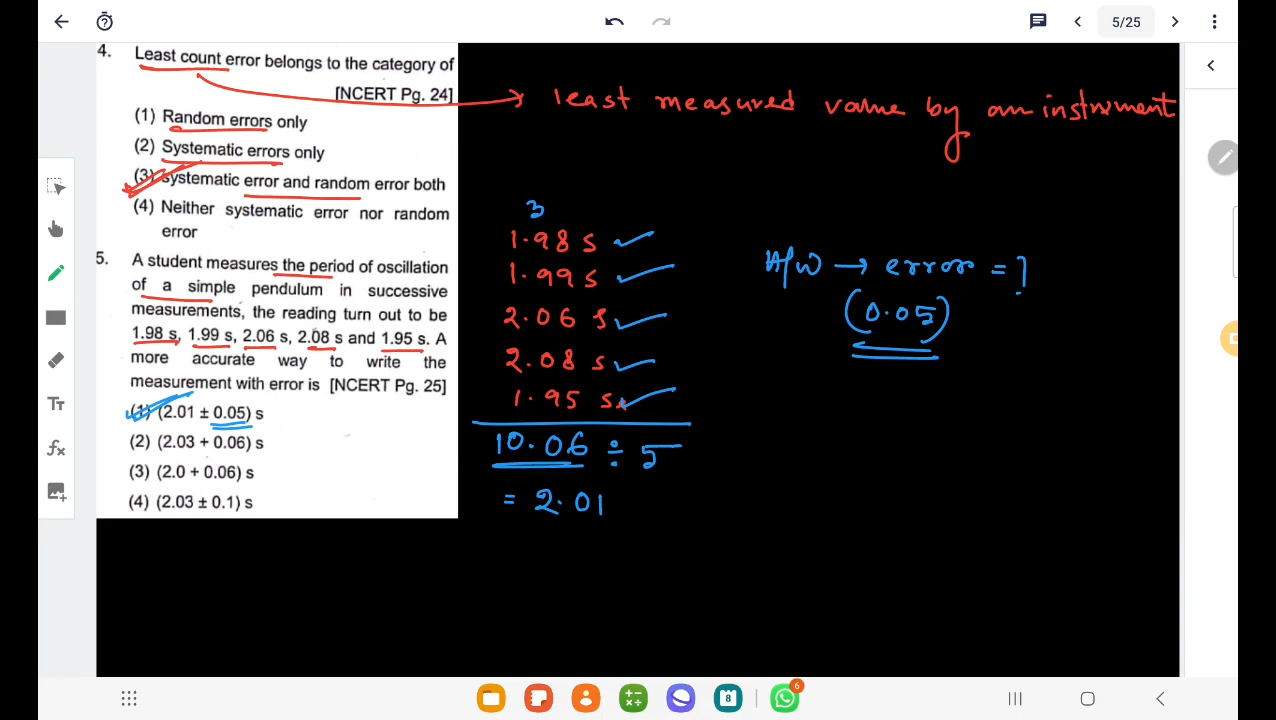 5/25
4. Least count error belongs to the category of
[NCERT Pg. 24]
(1) Random errors only
(2) Systematic errors only
(3) Systematic error and random error both
(4) Neither systematic error nor random
error
5. A student measures the period of oscillation
of a simple pendulum in successive
measurements, the reading turn out to be
1.98 s, 1.99 s, 2.06 s, 2.08 s and 1.95 s. A
more accurate way to write the
measurement with error is [NCERT Pg. 25]
(1) (2.01 ± 0.05) s
(2) (2.03 + 0.06) s
(3) (2.0 + 0.06) s
(4) (2.03 ± 0.1) s
least measured value by an instrument
3
1.98 s
1.99 s
2.06 s
2.08 s
1.95 s
10.06 ÷ 5
= 2.01
H/W → error = ?
(0.05)
Tt
fx
8
6